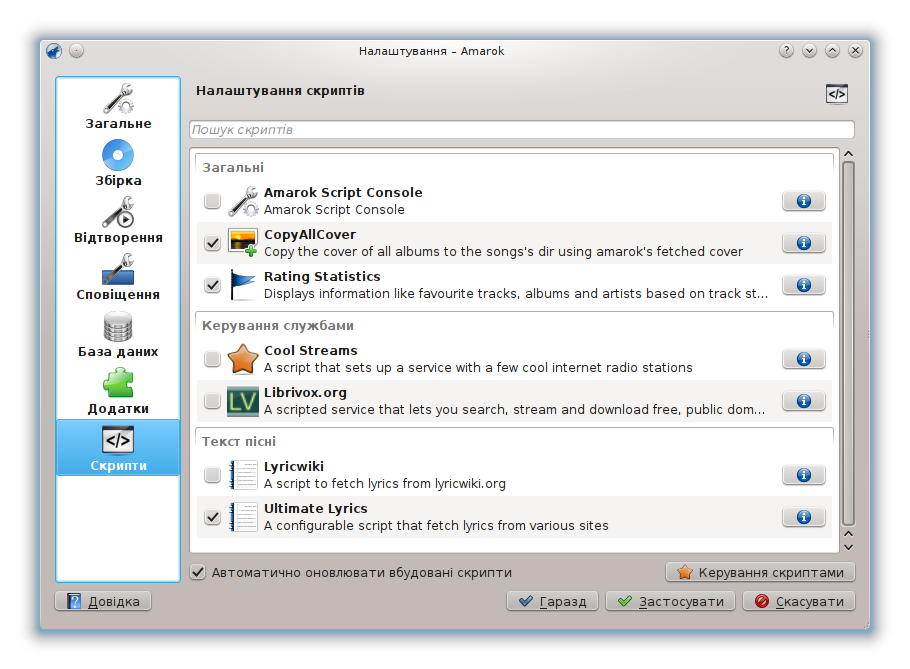 Налаштування – Amarok
Загальне
Збірка
Відтворення
Сповіщення
База даних
Додатки
Скрипти
Налаштування скриптів
Пошук скриптів
Загальні
Amarok Script Console
Amarok Script Console
CopyAllCover
Copy the cover of all albums to the songs's dir using amarok's fetched cover
Rating Statistics
Displays information like favourite tracks, albums and artists based on track st...
Керування службами
Cool Streams
A script that sets up a service with a few cool internet radio stations
LV
Librivox.org
A scripted service that lets you search, stream and download free, public dom...
Текст пісні
Lyricwiki
A script to fetch lyrics from lyricwiki.org
Ultimate Lyrics
A configurable script that fetch lyrics from various sites
Автоматично оновлювати вбудовані скрипти
Керування скриптами
Довідка
Гаразд
Застосувати
Скасувати